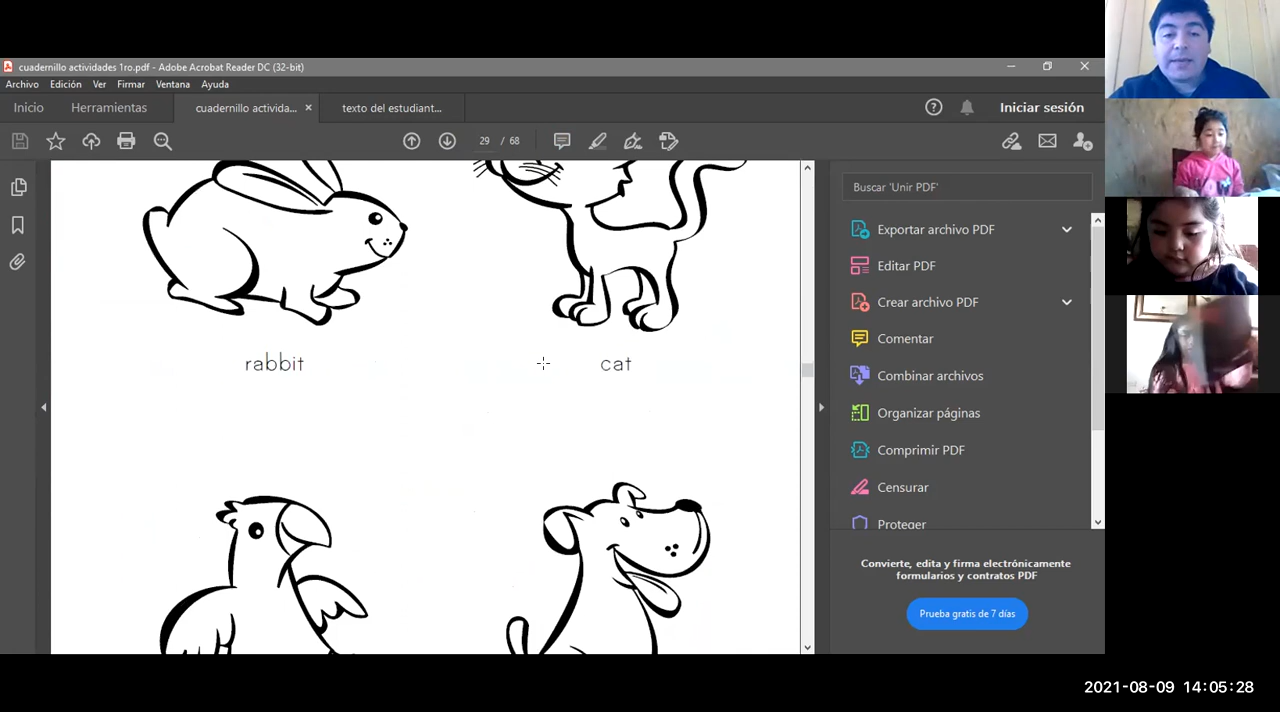 cuadernillo actividades 1ro.pdf - Adobe Acrobat Reader DC (32-bit)
Archivo Edición Ver Firmar Ventana Ayuda
Inicio Herramientas cuadernillo activida... texto del estudiant... Iniciar sesión
29 / 68
Buscar 'Unir PDF'
Exportar archivo PDF
Editar PDF
Crear archivo PDF
Comentar
Combinar archivos
Organizar páginas
Comprimir PDF
Censurar
Proteger
Convierte, edita y firma electrónicamente
formularios y contratos PDF
Prueba gratis de 7 días
rabbit cat
2021-08-09 14:05:28